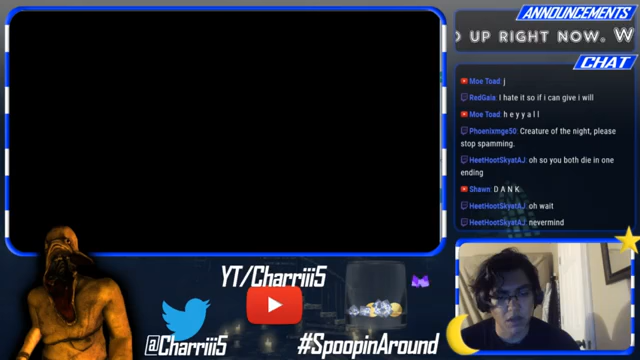 ANNOUNCEMENTS
UP RIGHT NOW. W
CHAT
Moe Toad: j
RedGaia: I hate it so if i can give i will
Moe Toad: h e y y a l l
Phoenixmge50: Creature of the night, please
stop spamming.
HeetHootSkyatAJ: oh so you both die in one
ending
Shawn: D A N K
HeetHootSkyatAJ: oh wait
HeetHootSkyatAJ: nevermind
YT/Charriii5
@Charriii5
#SpoopinAround